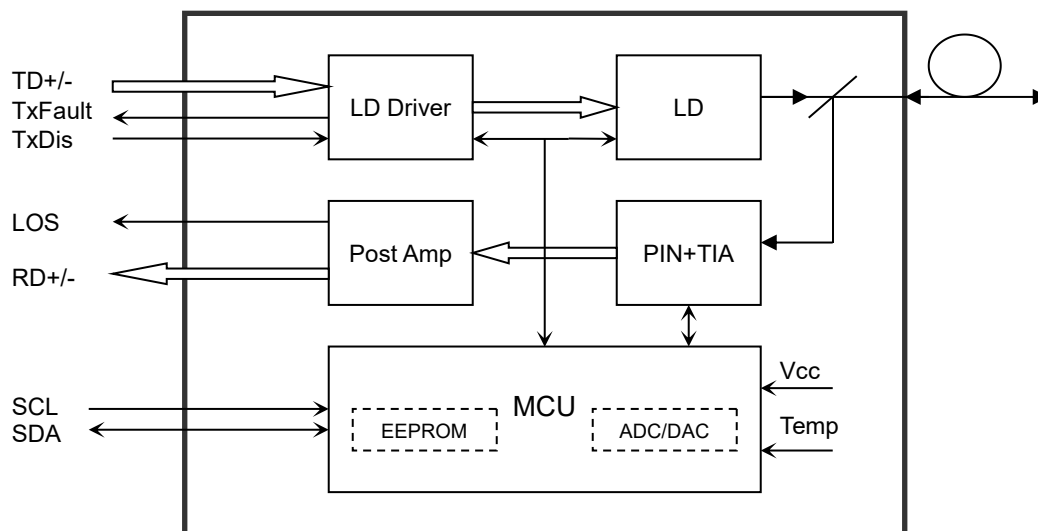 TD+/-
TxFault
TxDis
LD Driver
LD
LOS
RD+/-
Post Amp
PIN+TIA
SCL
SDA
MCU
EEPROM
ADC/DAC
Vcc
Temp